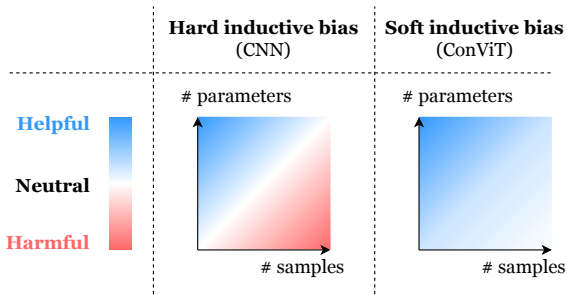 Hard inductive bias
(CNN)
Soft inductive bias
(ConViT)
Helpful
Neutral
Harmful
# parameters
# samples
# parameters
# samples